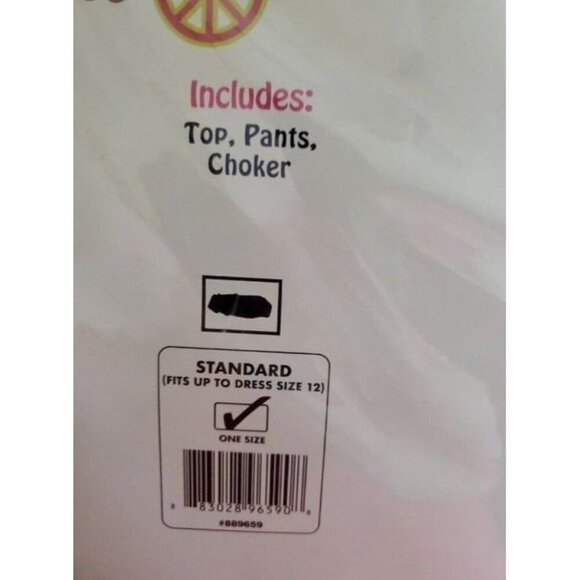 Includes:
Top, Pants,
Choker
STANDARD
(FITS UP TO DRESS SIZE 12)
ONE SIZE
8 83028 96590 8
#889659